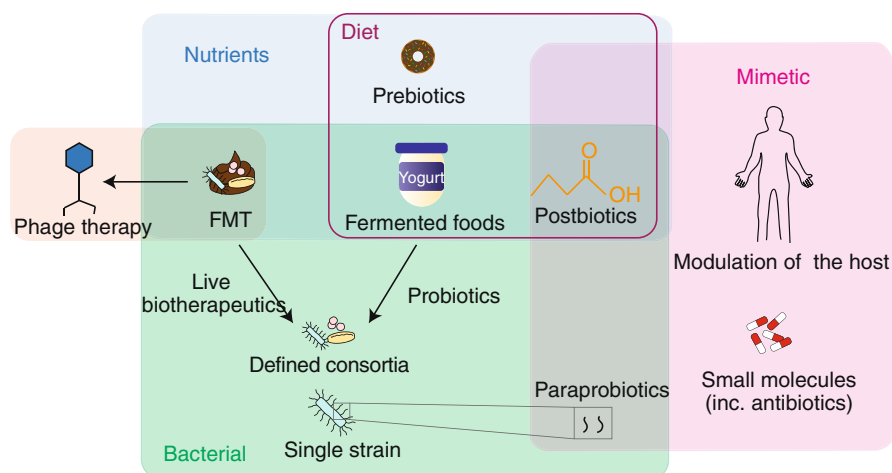 Diet
Nutrients
Mimetic
Prebiotics
Yogurt
O
OH
Phage therapy
FMT
Fermented foods
Postbiotics
Modulation of the host
Live
biotherapeutics
Probiotics
Defined consortia
Paraprobiotics
Small molecules
(inc. antibiotics)
Single strain
Bacterial